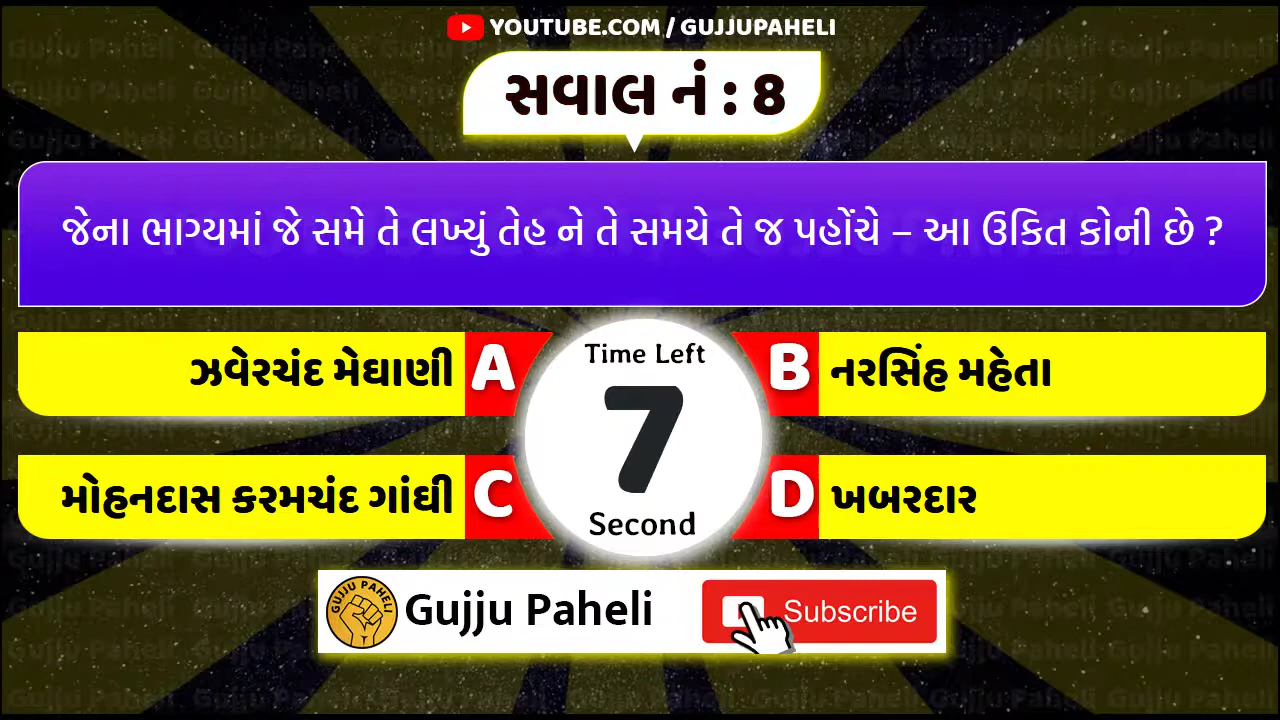 YOUTUBE.COM / GUJJUPAHELI
સવાલ નં : 8
જેના ભાગ્યમાં જે સમે તે લખ્યું તેહ ને તે સમયે તે જ પહોંચે – આ ઉકિત કોની છે ?
ઝવેરચંદ મેઘાણી A
B નરસિંહ મહેતા
Time Left
7
Second
મોહનદાસ કરમચંદ ગાંઘી C
D ખબરદાર
GUJJU PAHELI
Gujju Paheli
Subscribe